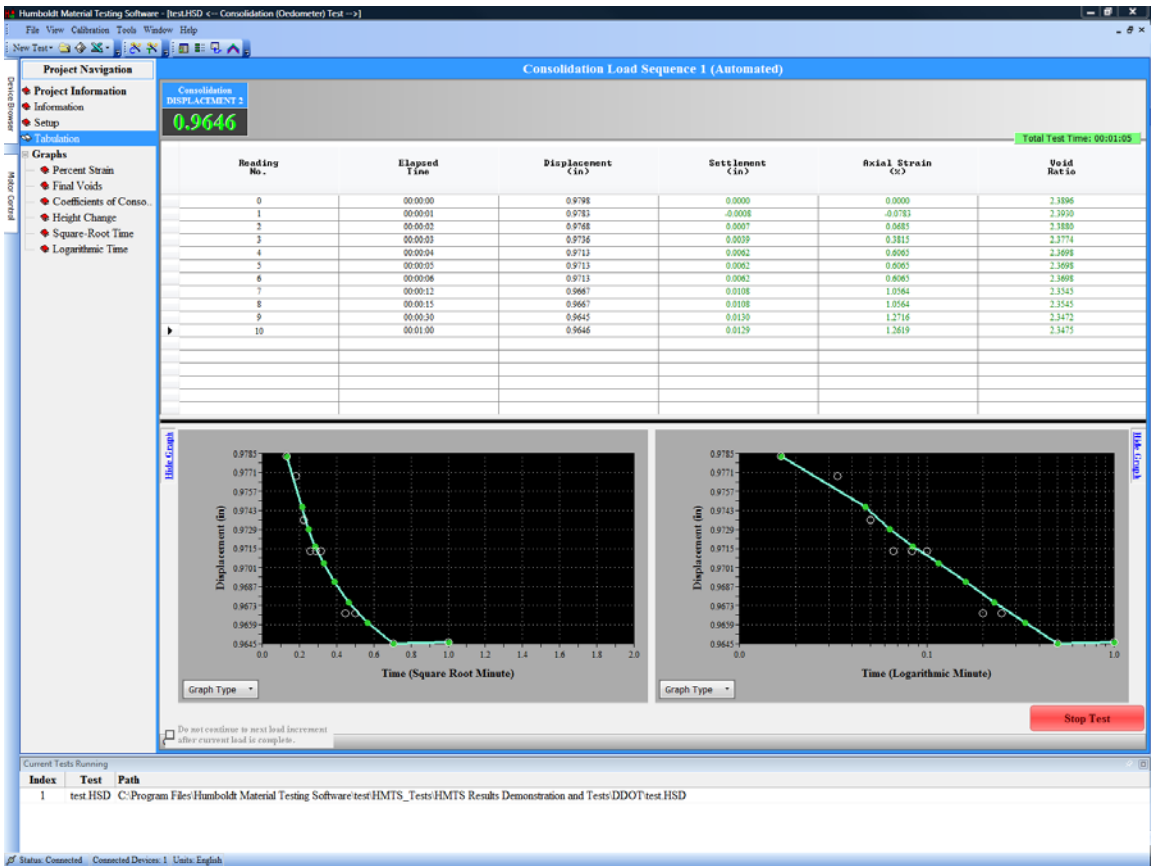 Humboldt Material Testing Software - [test.HSD <-- Consolidation (Oedometer) Test -->]
File View Calibration Tools Window Help
New Test
Device Browser
Motor Control
Project Navigation
Project Information
Information
Setup
Tabulation
Graphs
Percent Strain
Final Voids
Coefficients of Conso..
Height Change
Square-Root Time
Logarithmic Time
Consolidation Load Sequence 1 (Automated)
Consolidation
DISPLACEMENT 2
0.9646
Total Test Time: 00:01:05
Reading No. Elapsed Time Displacement (in) Settlement (in) Axial Strain (%) Void Ratio
0 00:00:00 0.9798 0.0000 0.0000 2.3896
1 00:00:01 0.9783 -0.0008 -0.0783 2.3930
2 00:00:02 0.9768 0.0007 0.0685 2.3880
3 00:00:03 0.9736 0.0039 0.3815 2.3774
4 00:00:04 0.9713 0.0062 0.6065 2.3698
5 00:00:05 0.9713 0.0062 0.6065 2.3698
6 00:00:06 0.9713 0.0062 0.6065 2.3698
7 00:00:12 0.9667 0.0108 1.0564 2.3545
8 00:00:15 0.9667 0.0108 1.0564 2.3545
9 00:00:30 0.9645 0.0130 1.2716 2.3472
10 00:01:00 0.9646 0.0129 1.2619 2.3475
Hide Graph
Displacement (in)
0.9785
0.9771
0.9757
0.9743
0.9729
0.9715
0.9701
0.9687
0.9673
0.9659
0.9645
0.0 0.2 0.4 0.6 0.8 1.0 1.2 1.4 1.6 1.8 2.0
Time (Square Root Minute)
Graph Type
Hide Graph
Displacement (in)
0.9785
0.9771
0.9757
0.9743
0.9729
0.9715
0.9701
0.9687
0.9673
0.9659
0.9645
0.0 0.1 1.0
Time (Logarithmic Minute)
Graph Type
Do not continue to next load increment
after current load is complete.
Stop Test
Current Tests Running
Index Test Path
1 test.HSD C:\Program Files\Humboldt Material Testing Software\test\HMTS_Tests\HMTS Results Demonstration and Tests\DDOT\test.HSD
Status: Connected Connected Devices: 1 Units: English